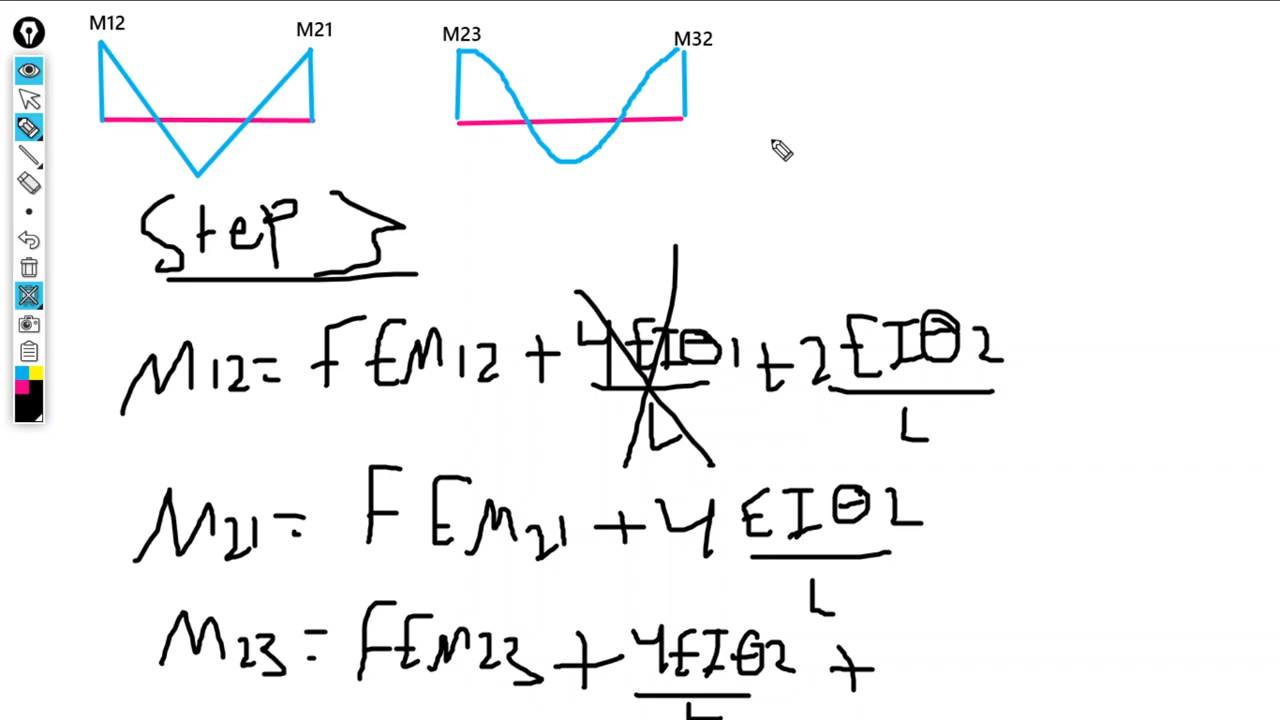 M12 M21 M23 M32
Step 3
M12= FEM12 + 4EIθ1/L + 2EIθ2/L
M21= FEM21 + 4EIθ2/L
M23= FEM23 + 4EIθ2/L +